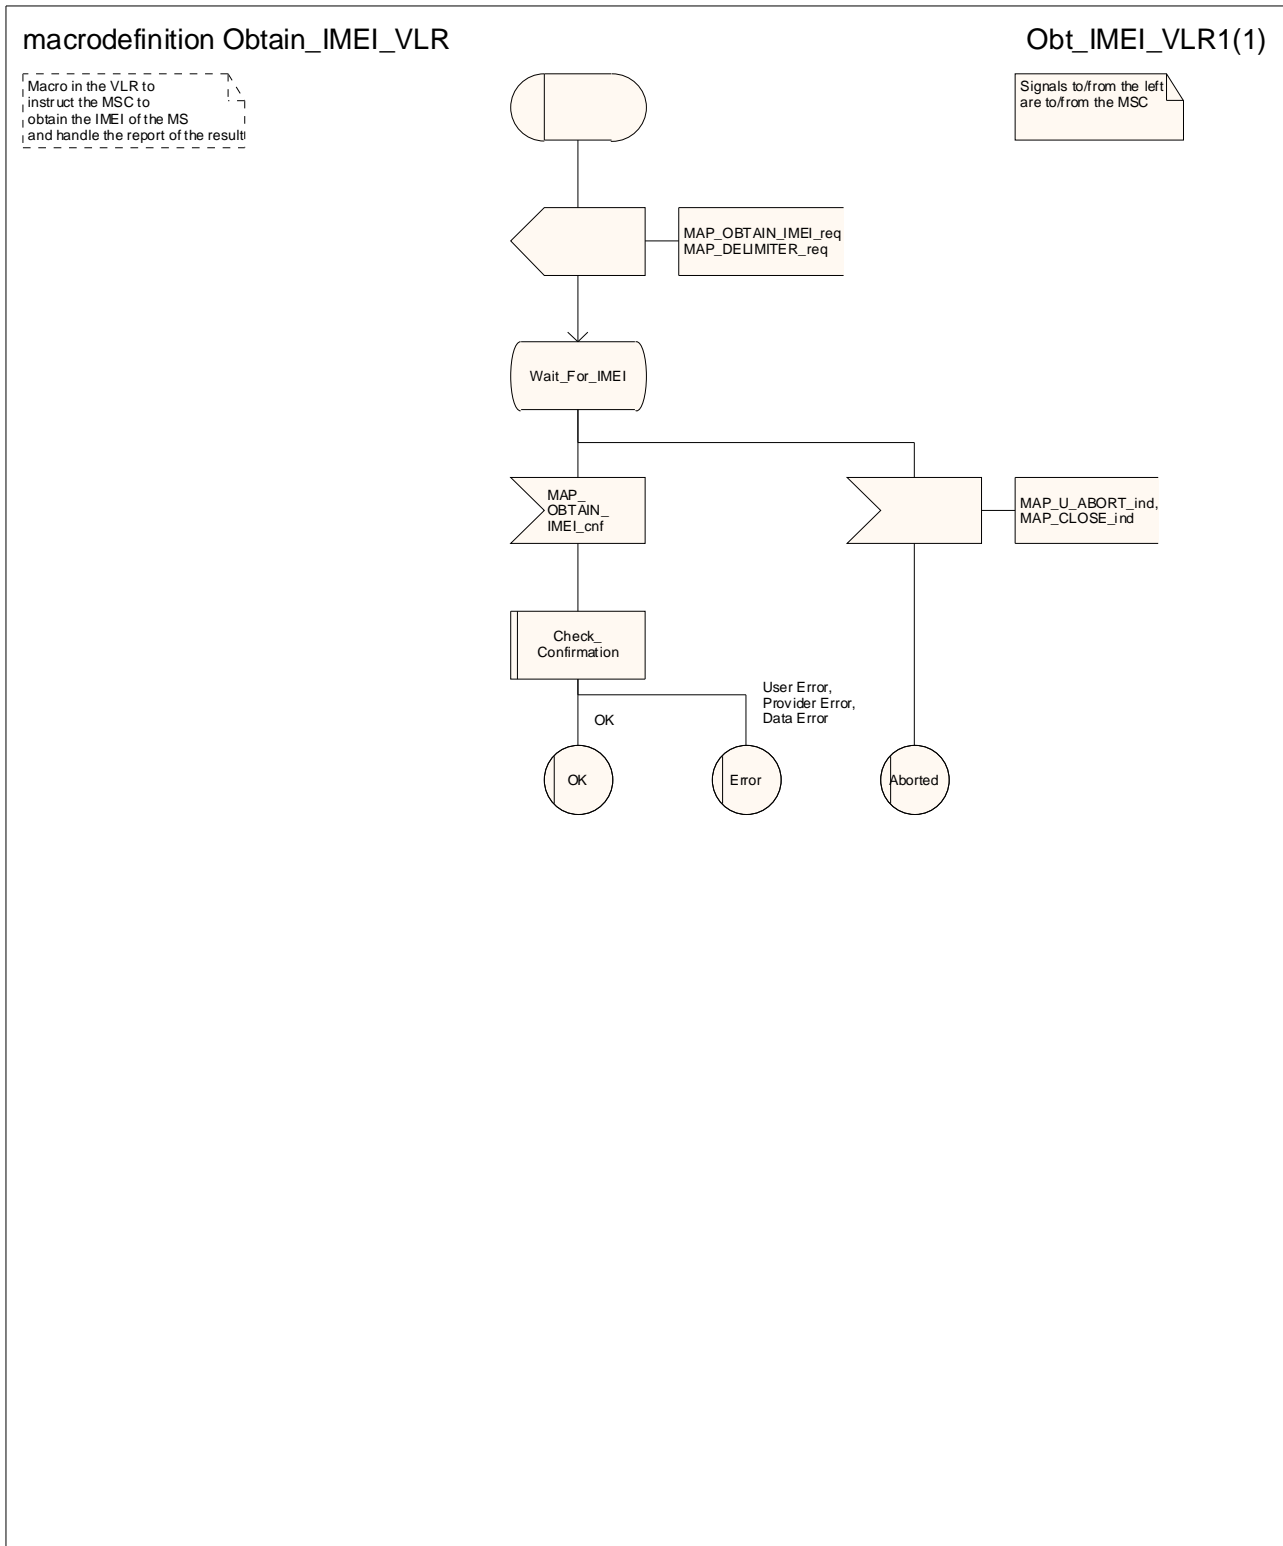 macrodefinition Obtain_IMEI_VLR
Obt_IMEI_VLR1(1)
Macro in the VLR to
instruct the MSC to
obtain the IMEI of the MS
and handle the report of the result
Signals to/from the left
are to/from the MSC
MAP_OBTAIN_IMEI_req
MAP_DELIMITER_req
Wait_For_IMEI
MAP_
OBTAIN_
IMEI_cnf
MAP_U_ABORT_ind,
MAP_CLOSE_ind
Check_
Confirmation
User Error,
Provider Error,
Data Error
OK
OK
Error
Aborted